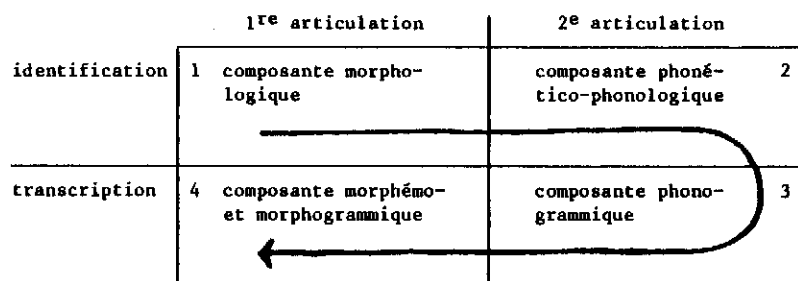 1re articulation 2e articulation
identification 1 composante morpho- composante phoné- 2
logique tico-phonologique
transcription 4 composante morphémo- composante phono- 3
et morphogrammique grammique